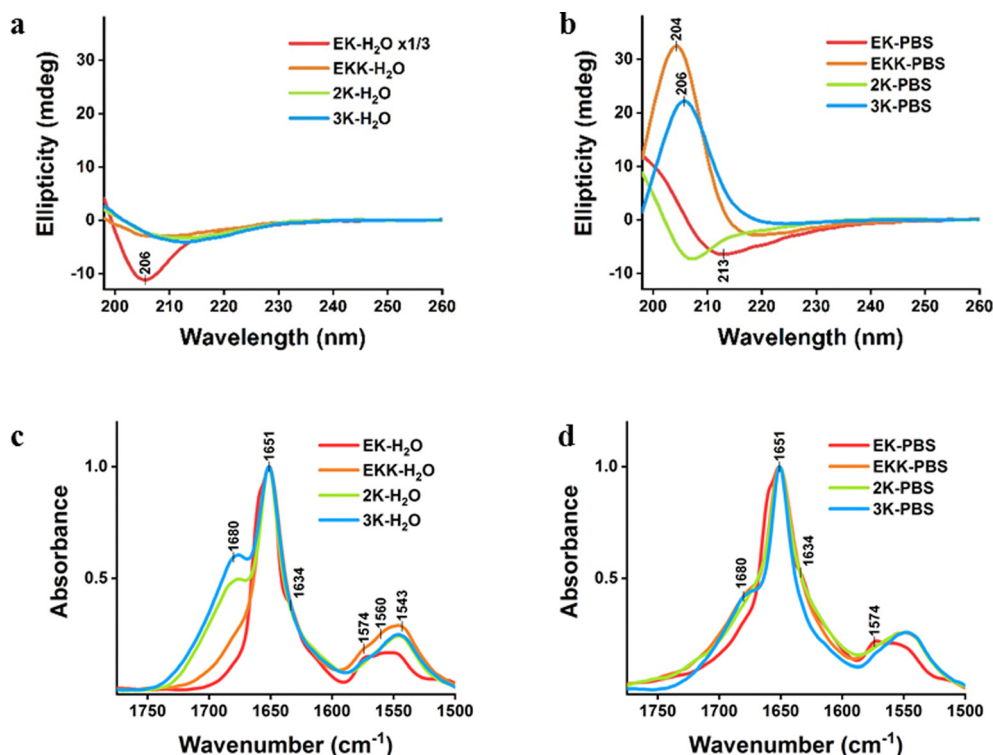 a
EK-H₂O x1/3
EKK-H₂O
2K-H₂O
3K-H₂O
Ellipticity (mdeg)
30
20
10
0
-10
206
200 210 220 230 240 250 260
Wavelength (nm)
b
EK-PBS
EKK-PBS
2K-PBS
3K-PBS
Ellipticity (mdeg)
30
20
10
0
-10
204
206
213
200 210 220 230 240 250 260
Wavelength (nm)
c
EK-H₂O
EKK-H₂O
2K-H₂O
3K-H₂O
Absorbance
1.0
0.5
1680
1651
1634
1574
1560
1543
1750 1700 1650 1600 1550 1500
Wavenumber (cm⁻¹)
d
EK-PBS
EKK-PBS
2K-PBS
3K-PBS
Absorbance
1.0
0.5
1680
1651
1634
1574
1750 1700 1650 1600 1550 1500
Wavenumber (cm⁻¹)